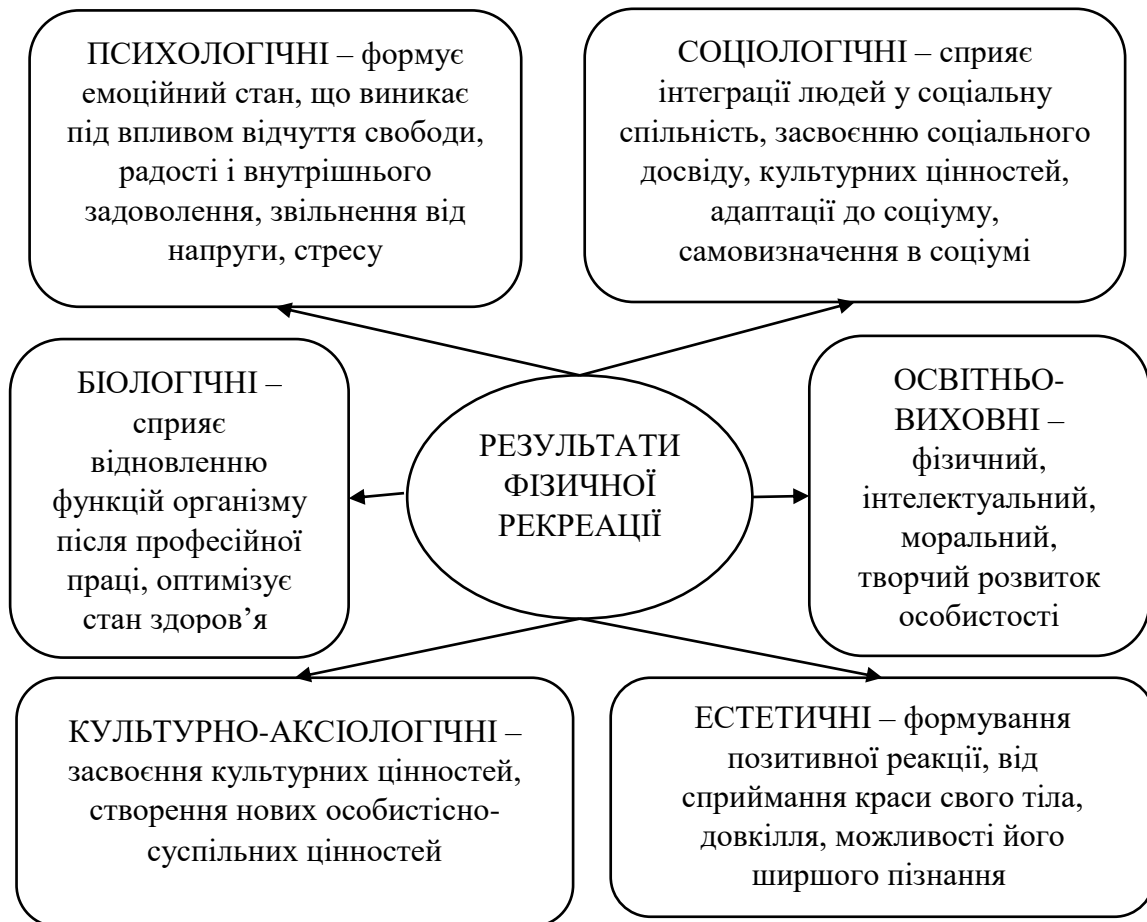 ПСИХОЛОГІЧНІ – формує
емоційний стан, що виникає
під впливом відчуття свободи,
радості і внутрішнього
задоволення, звільнення від
напруги, стресу
СОЦІОЛОГІЧНІ – сприяє
інтеграції людей у соціальну
спільність, засвоєнню соціального
досвіду, культурних цінностей,
адаптації до соціуму,
самовизначення в соціумі
БІОЛОГІЧНІ –
сприяє
відновленню
функцій організму
після професійної
праці, оптимізує
стан здоров’я
РЕЗУЛЬТАТИ
ФІЗИЧНОЇ
РЕКРЕАЦІЇ
ОСВІТНЬО-
ВИХОВНІ –
фізичний,
інтелектуальний,
моральний,
творчий розвиток
особистості
КУЛЬТУРНО-АКСІОЛОГІЧНІ –
засвоєння культурних цінностей,
створення нових особистісно-
суспільних цінностей
ЕСТЕТИЧНІ – формування
позитивної реакції, від
сприймання краси свого тіла,
довкілля, можливості його
ширшого пізнання